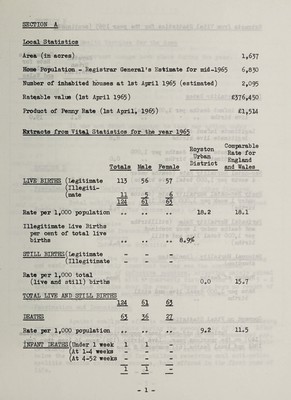 SECTION A
Local Statistics
Area (in acres) 1,637
Home Population - Registrar General's Estimate for mid-1965 6,830
Number of inhabited houses at 1st April 1965 (estimated) 2,095
Rateable value (1st April 1965) £376,450
Product of Penny Rate (1st April, 1965) £1,514
Extracts from Vital Statistics for the year 1965
Totals Male Female Royston Urban District Comparable Rate for England and Wales
LIVE BIRTHS (Legitimate 113 56 57
(Illegiti-
(mate 11 5 6
124 61 63
Rate per 1,000 population .. .. .. 18.2 18.1
Illegitimate Live Births
per cent of total live
births .. .. .. 8.9%
STILL BIRTHS (Legitimate - - -
(Illegitimate - - -
Rate per 1,000 total
(live and still) births 0.0 15.7
TOTAL LIVE AND STILL BIRTHS
124 61 63
DEATHS 63 36 27
Rate per 1,000 population .. .. .. 9.2 11.5
INFANT DEATHS (Under 1 week 1 1 -
(At 1-4 weeks - - -
(At 4-52 weeks - - -
1 1 -
- 1 -